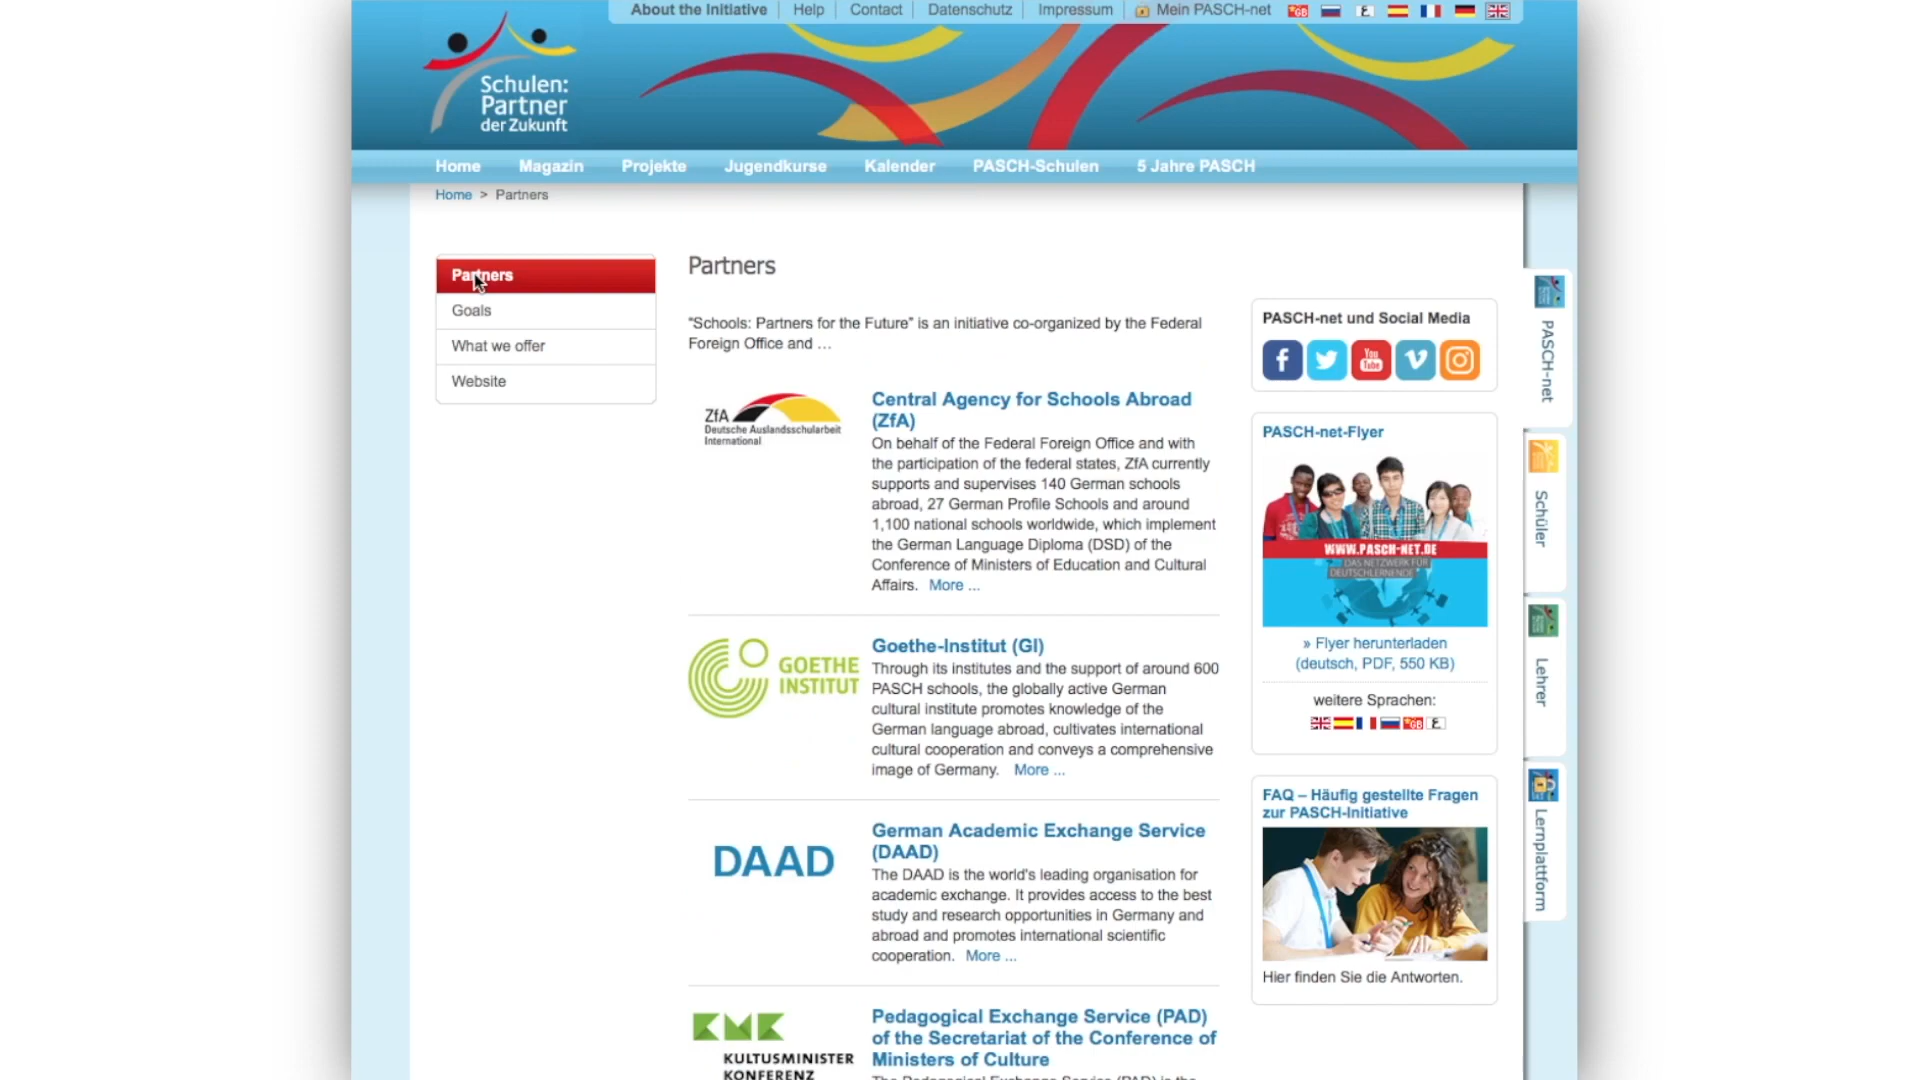 About the Initiative Help Contact Datenschutz Impressum Mein PASCH-net
Schulen:
Partner
der Zukunft
Home Magazin Projekte Jugendkurse Kalender PASCH-Schulen 5 Jahre PASCH
Home > Partners
Partners
Goals
What we offer
Website
Partners
"Schools: Partners for the Future" is an initiative co-organized by the Federal
Foreign Office and ...
ZfA
Deutsche Auslandsschularbeit
International
Central Agency for Schools Abroad
(ZfA)
On behalf of the Federal Foreign Office and with
the participation of the federal states, ZfA currently
supports and supervises 140 German schools
abroad, 27 German Profile Schools and around
1,100 national schools worldwide, which implement
the German Language Diploma (DSD) of the
Conference of Ministers of Education and Cultural
Affairs. More ...
GOETHE
INSTITUT
Goethe-Institut (GI)
Through its institutes and the support of around 600
PASCH schools, the globally active German
cultural institute promotes knowledge of the
German language abroad, cultivates international
cultural cooperation and conveys a comprehensive
image of Germany. More ...
DAAD
German Academic Exchange Service
(DAAD)
The DAAD is the world's leading organisation for
academic exchange. It provides access to the best
study and research opportunities in Germany and
abroad and promotes international scientific
cooperation. More ...
KMK
KULTUSMINISTER
KONFERENZ
Pedagogical Exchange Service (PAD)
of the Secretariat of the Conference of
Ministers of Culture
The Pedagogical Exchange Service (PAD) is the
PASCH-net und Social Media
You
Tube
PASCH-net-Flyer
WWW.PASCH-NET.DE
DAS NETZWERK FÜR
DEUTSCHLERNENDE
» Flyer herunterladen
(deutsch, PDF, 550 KB)
weitere Sprachen:
FAQ – Häufig gestellte Fragen
zur PASCH-Initiative
Hier finden Sie die Antworten.
PASCH-net
Schüler
Lehrer
Lernplattform